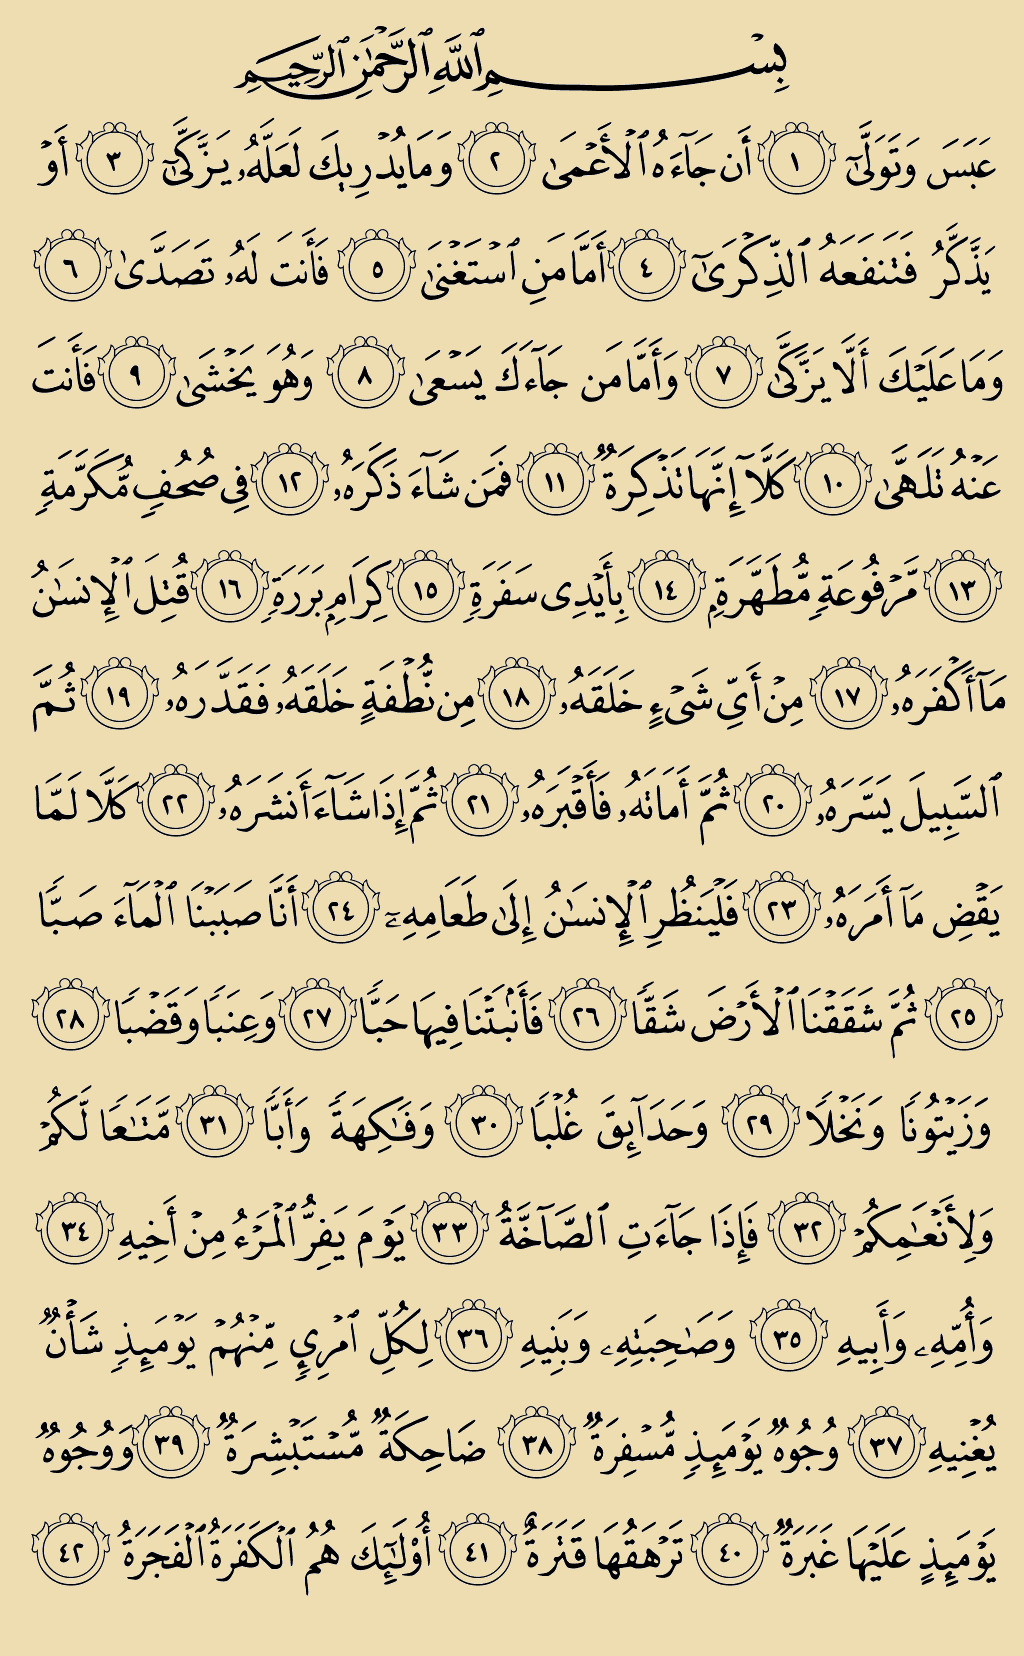 بِسْمِ ٱللَّهِ ٱلرَّحْمَٰنِ ٱلرَّحِيمِ
عَبَسَ وَتَوَلَّىٰٓ ١ أَن جَآءَهُ ٱلْأَعْمَىٰ ٢ وَمَا يُدْرِيكَ لَعَلَّهُۥ يَزَّكَّىٰٓ ٣ أَوْ
يَذَّكَّرُ فَتَنفَعَهُ ٱلذِّكْرَىٰٓ ٤ أَمَّا مَنِ ٱسْتَغْنَىٰ ٥ فَأَنتَ لَهُۥ تَصَدَّىٰ ٦
وَمَا عَلَيْكَ أَلَّا يَزَّكَّىٰ ٧ وَأَمَّا مَن جَآءَكَ يَسْعَىٰ ٨ وَهُوَ يَخْشَىٰ ٩ فَأَنتَ
عَنْهُ تَلَهَّىٰ ١٠ كَلَّآ إِنَّهَا تَذْكِرَةٌ ١١ فَمَن شَآءَ ذَكَرَهُۥ ١٢ فِى صُحُفٍ مُّكَرَّمَةٍ
١٣ مَّرْفُوعَةٍ مُّطَهَّرَةٍۭ ١٤ بِأَيْدِى سَفَرَةٍ ١٥ كِرَامٍۭ بَرَرَةٍ ١٦ قُتِلَ ٱلْإِنسَٰنُ
مَآ أَكْفَرَهُۥ ١٧ مِنْ أَىِّ شَىْءٍ خَلَقَهُۥ ١٨ مِن نُّطْفَةٍ خَلَقَهُۥ فَقَدَّرَهُۥ ١٩ ثُمَّ
ٱلسَّبِيلَ يَسَّرَهُۥ ٢٠ ثُمَّ أَمَاتَهُۥ فَأَقْبَرَهُۥ ٢١ ثُمَّ إِذَا شَآءَ أَنشَرَهُۥ ٢٢ كَلَّا لَمَّا
يَقْضِ مَآ أَمَرَهُۥ ٢٣ فَلْيَنظُرِ ٱلْإِنسَٰنُ إِلَىٰ طَعَامِهِۦٓ ٢٤ أَنَّا صَبَبْنَا ٱلْمَآءَ صَبًّا
٢٥ ثُمَّ شَقَقْنَا ٱلْأَرْضَ شَقًّا ٢٦ فَأَنۢبَتْنَا فِيهَا حَبًّا ٢٧ وَعِنَبًا وَقَضْبًا ٢٨
وَزَيْتُونًا وَنَخْلًا ٢٩ وَحَدَآئِقَ غُلْبًا ٣٠ وَفَٰكِهَةً وَأَبًّا ٣١ مَّتَٰعًا لَّكُمْ
وَلِأَنْعَٰمِكُمْ ٣٢ فَإِذَا جَآءَتِ ٱلصَّآخَّةُ ٣٣ يَوْمَ يَفِرُّ ٱلْمَرْءُ مِنْ أَخِيهِ ٣٤
وَأُمِّهِۦ وَأَبِيهِ ٣٥ وَصَٰحِبَتِهِۦ وَبَنِيهِ ٣٦ لِكُلِّ ٱمْرِئٍ مِّنْهُمْ يَوْمَئِذٍ شَأْنٌ
يُغْنِيهِ ٣٧ وُجُوهٌ يَوْمَئِذٍ مُّسْفِرَةٌ ٣٨ ضَاحِكَةٌ مُّسْتَبْشِرَةٌ ٣٩ وَوُجُوهٌ
يَوْمَئِذٍ عَلَيْهَا غَبَرَةٌ ٤٠ تَرْهَقُهَا قَتَرَةٌ ٤١ أُو۟لَٰٓئِكَ هُمُ ٱلْكَفَرَةُ ٱلْفَجَرَةُ ٤٢